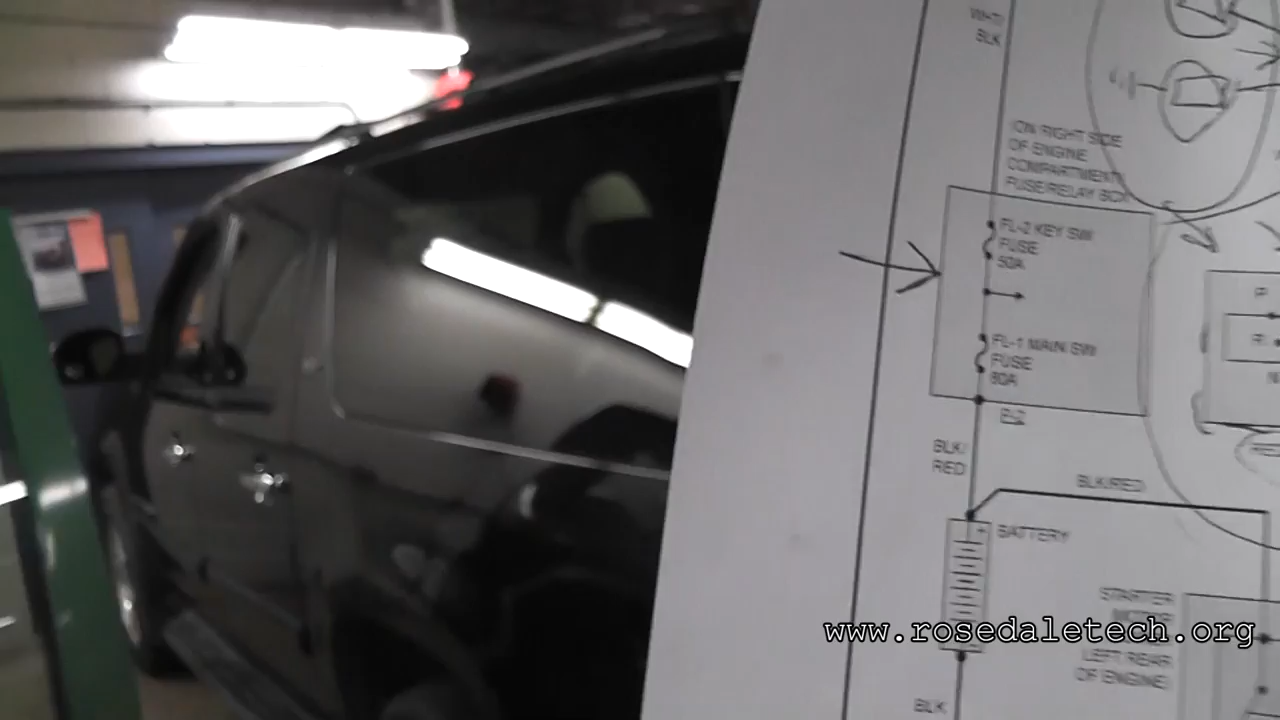 WHT/
BLK
(ON RIGHT SIDE
OF ENGINE
COMPARTMENT)
FUSE/RELAY BOX
FL-2 KEY SW
FUSE
50A
FL-1 MAIN SW
FUSE
80A
E-2
BLK/
RED
BLK/RED
BATTERY
STARTER
MOTOR
LEFT REAR
OF ENGINE)
BLK
P
R
N
RED
www.rosedaletech.org